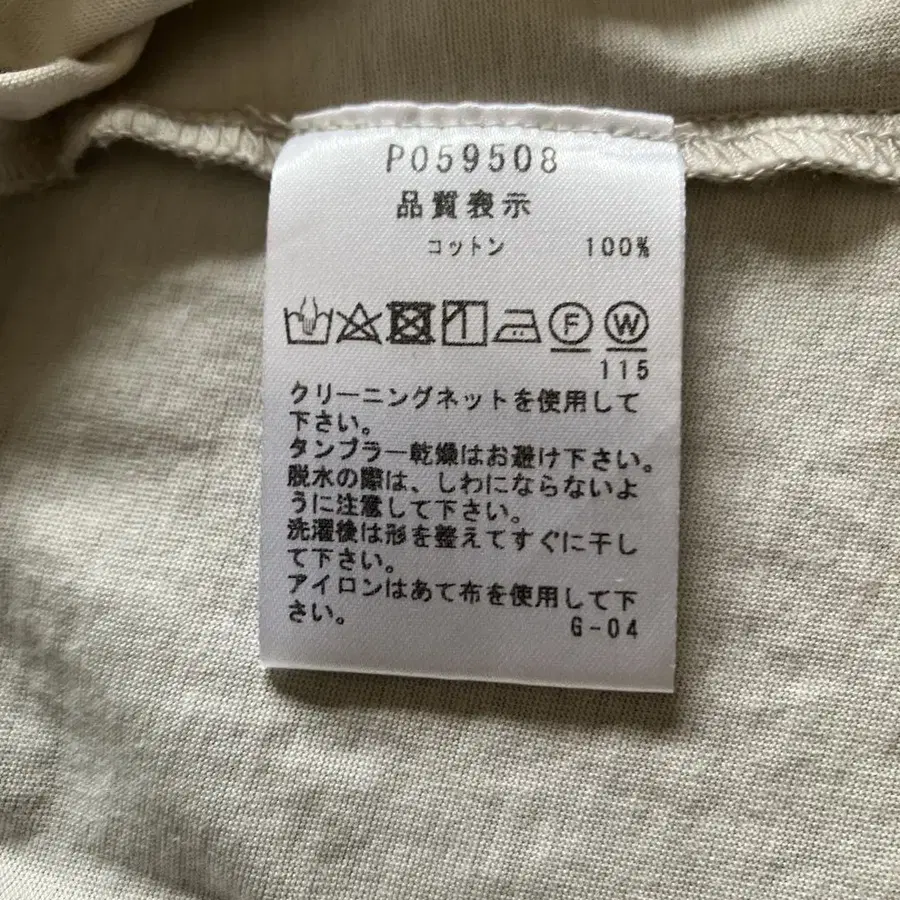 P059508
品質表示
コットン 100%
F W
115
クリーニングネットを使用して
下さい。
タンブラー乾燥はお避け下さい。
脱水の際は、しわにならないよ
うに注意して下さい。
洗濯後は形を整えてすぐに干し
て下さい。
アイロンはあて布を使用して下
さい。
G-04